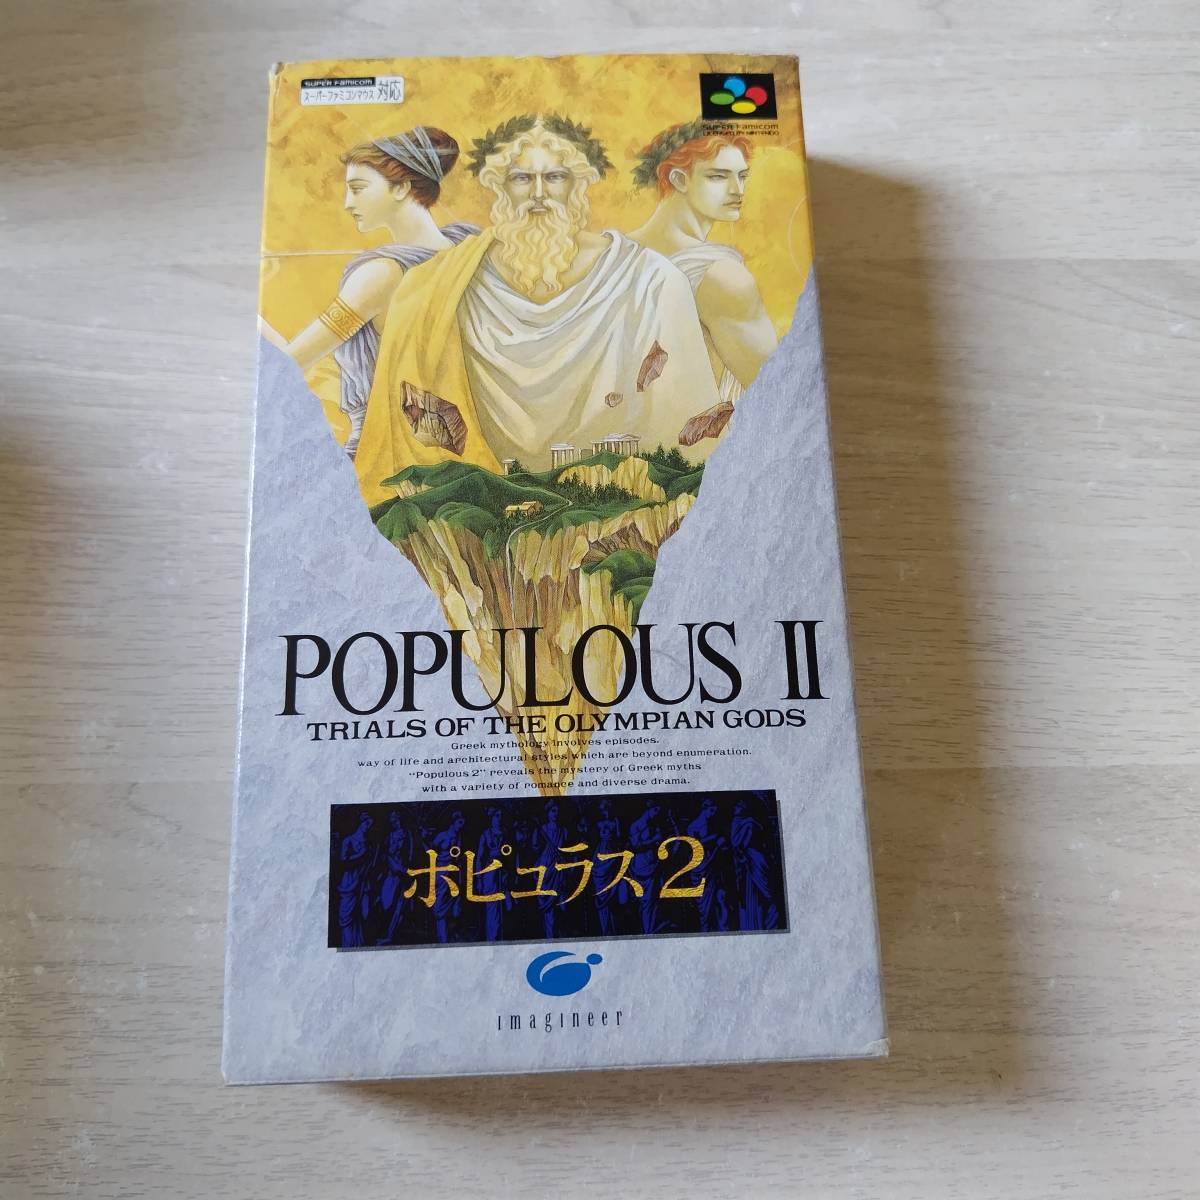 SUPER Famicom
スーパーファミコンマウス対応
SUPER Famicom
LICENSED BY NINTENDO
POPULOUS II
TRIALS OF THE OLYMPIAN GODS
Greek mythology involves episodes.
way of life and architectural styles which are beyond enumeration.
"Populous 2" reveals the mystery of Greek myths
with a variety of romance and diverse drama.
ポピュラス2
imagineer